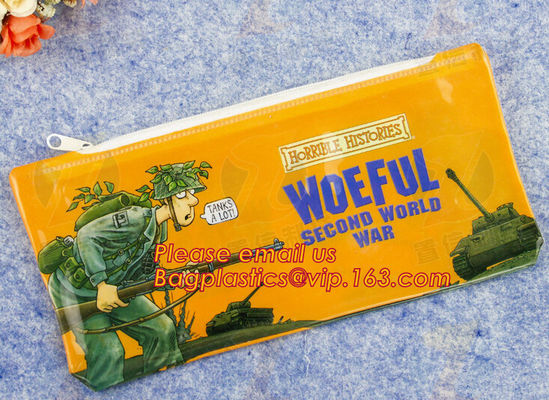 HORRIBLE HISTORIES
WOEFUL
SECOND WORLD
WAR
TANKS
A LOT!
Please email us
Bagplastics@vip.163.com